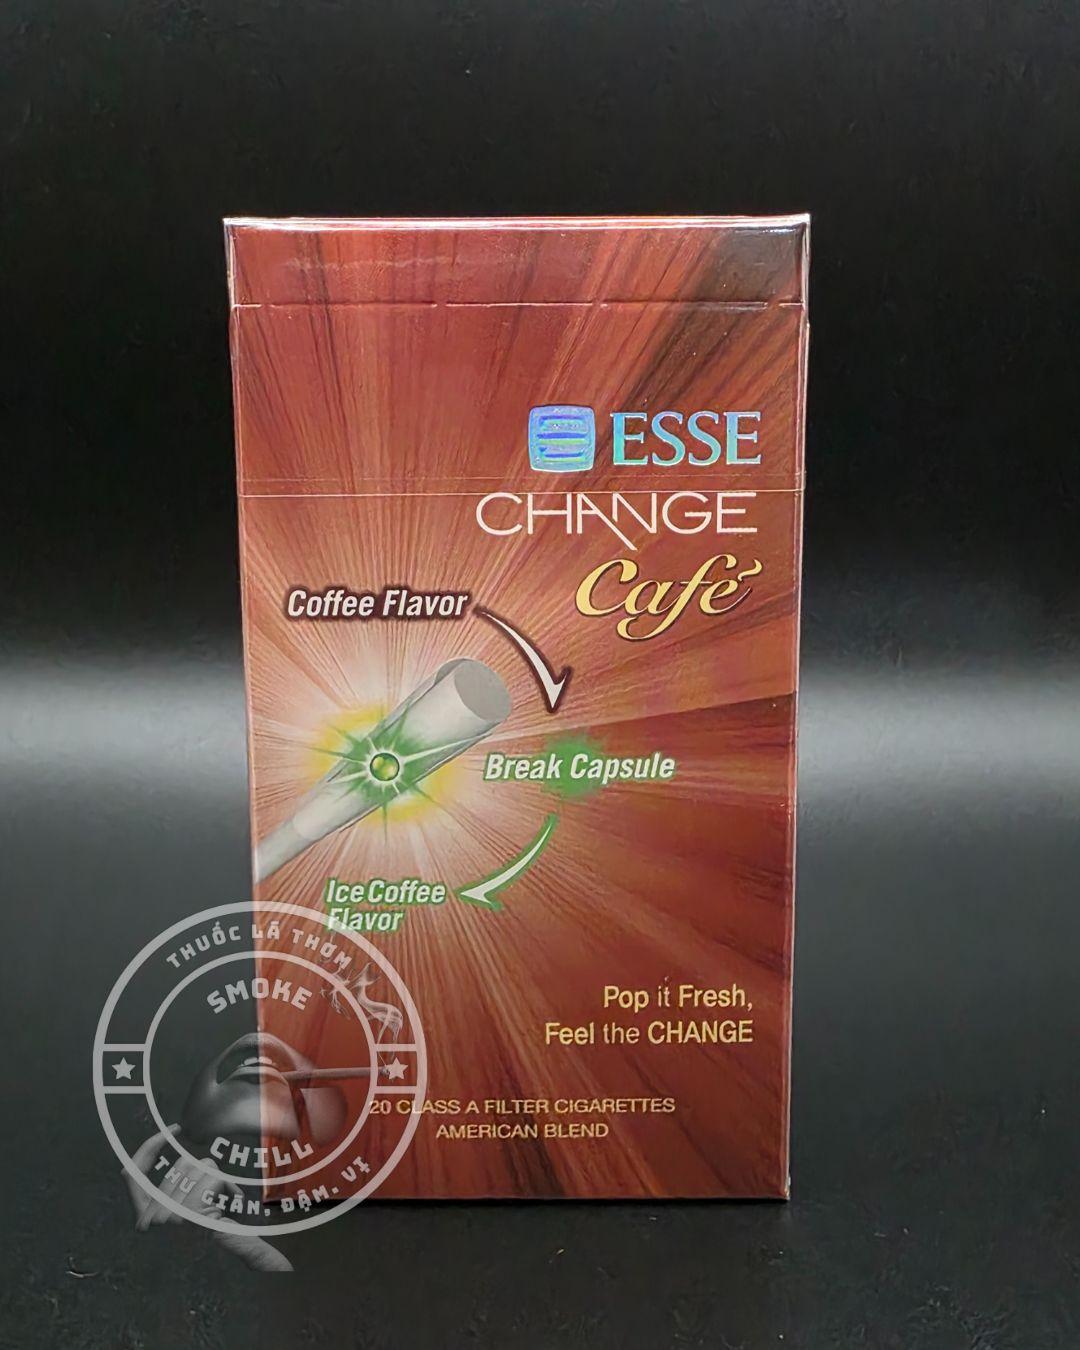 ESSE
CHANGE
Café
Coffee Flavor
Break Capsule
Ice Coffee
Flavor
Pop it Fresh,
Feel the CHANGE
20 CLASS A FILTER CIGARETTES
AMERICAN BLEND
THUỐC LÁ THƠM
SMOKE
CHILL
THƯ GIÃN, ĐẬM. VỊ